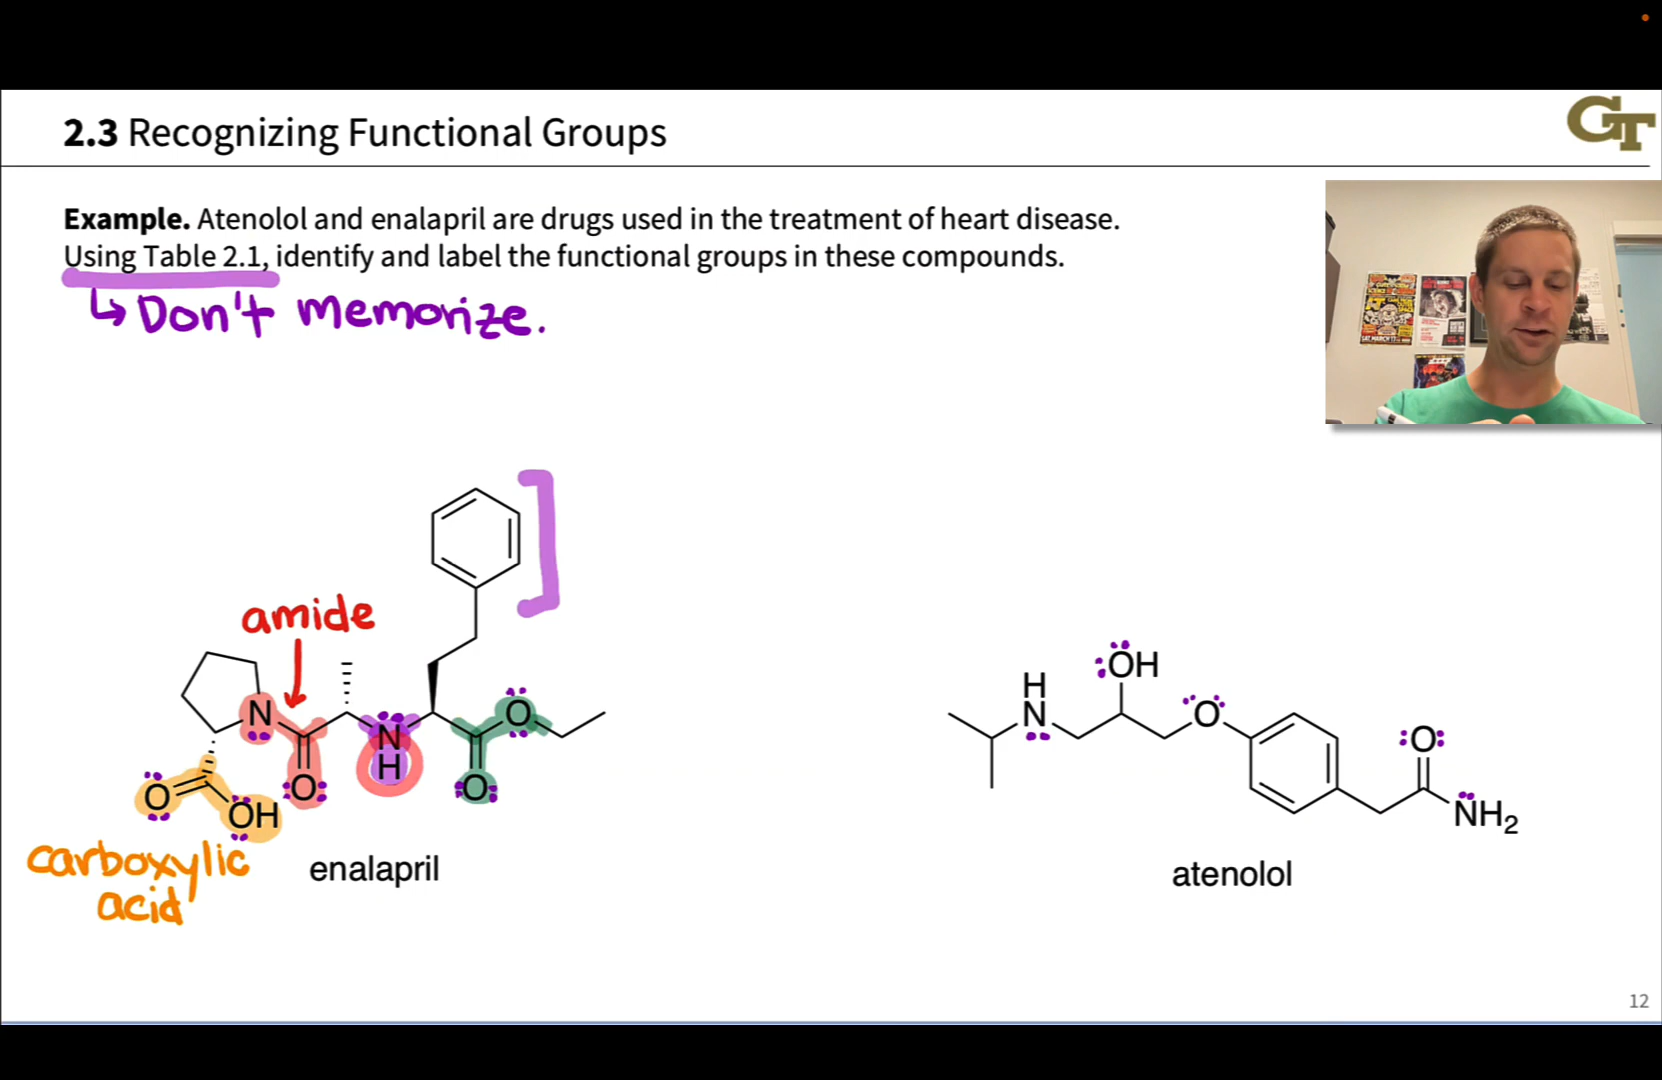 2.3 Recognizing Functional Groups
GT
Example. Atenolol and enalapril are drugs used in the treatment of heart disease.
Using Table 2.1, identify and label the functional groups in these compounds.
↳ Don't memorize.
amide
N
O
N
H
O
O
O
OH
carboxylic
acid
enalapril
H
N
OH
O
O
NH2
atenolol
12